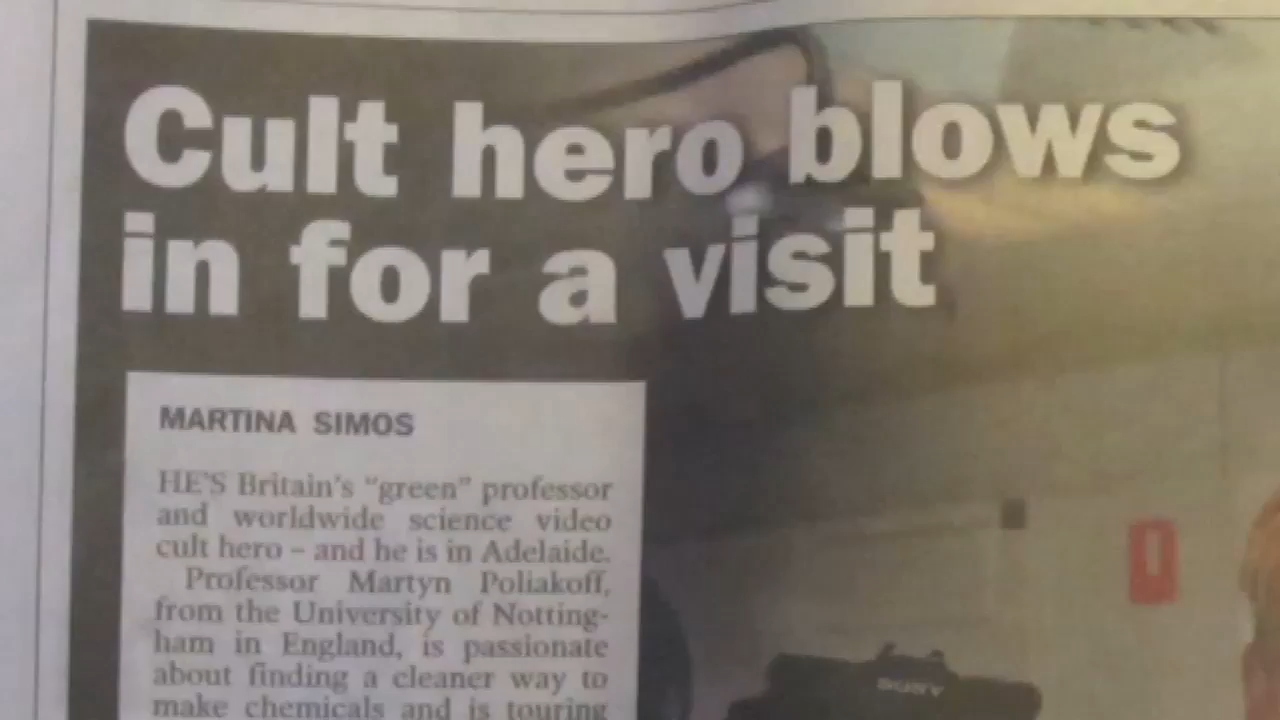 Cult hero blows
in for a visit
MARTINA SIMOS
HE'S Britain's "green" professor
and worldwide science video
cult hero – and he is in Adelaide.
Professor Martyn Poliakoff,
from the University of Notting-
ham in England, is passionate
about finding a cleaner way to
make chemicals and is touring